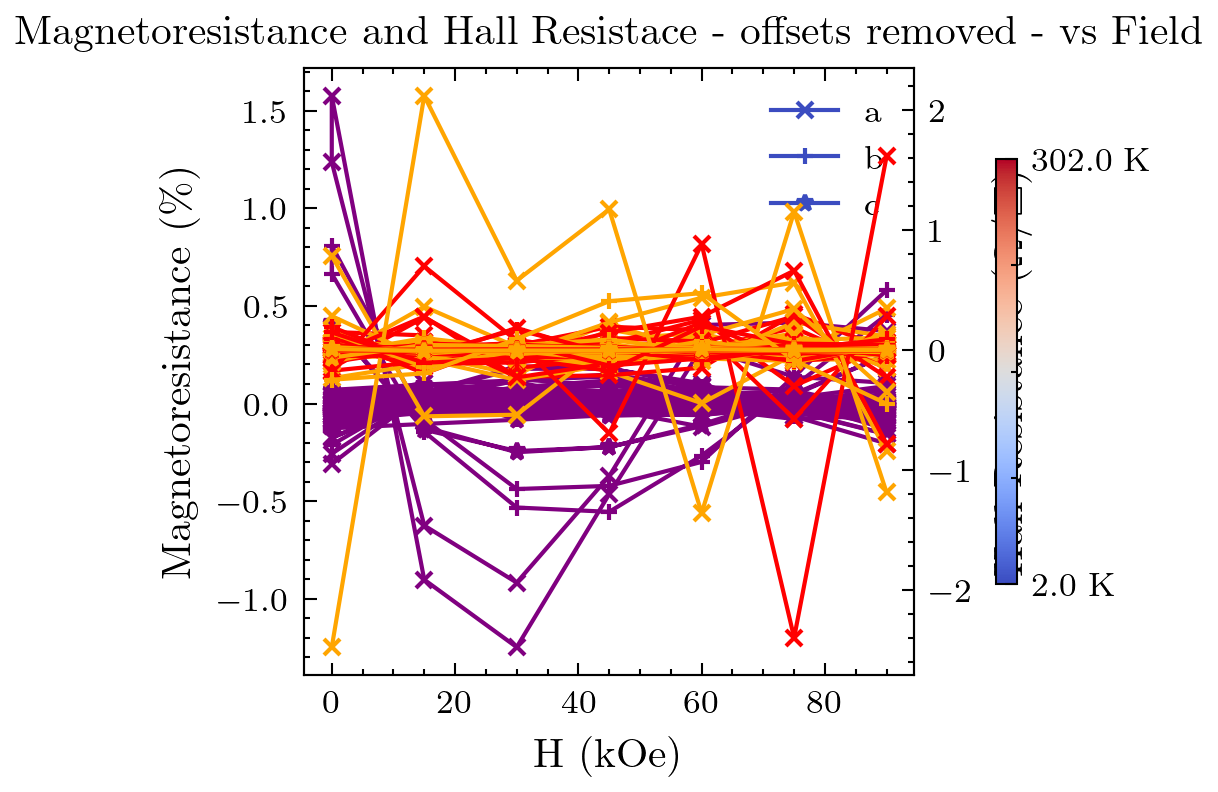 Magnetoresistance and Hall Resistace - offsets removed - vs Field
1.5
1.0
0.5
0.0
−0.5
−1.0
Magnetoresistance (%)
0
20
40
60
80
H (kOe)
a
b
c
2
1
0
−1
−2
302.0 K
2.0 K